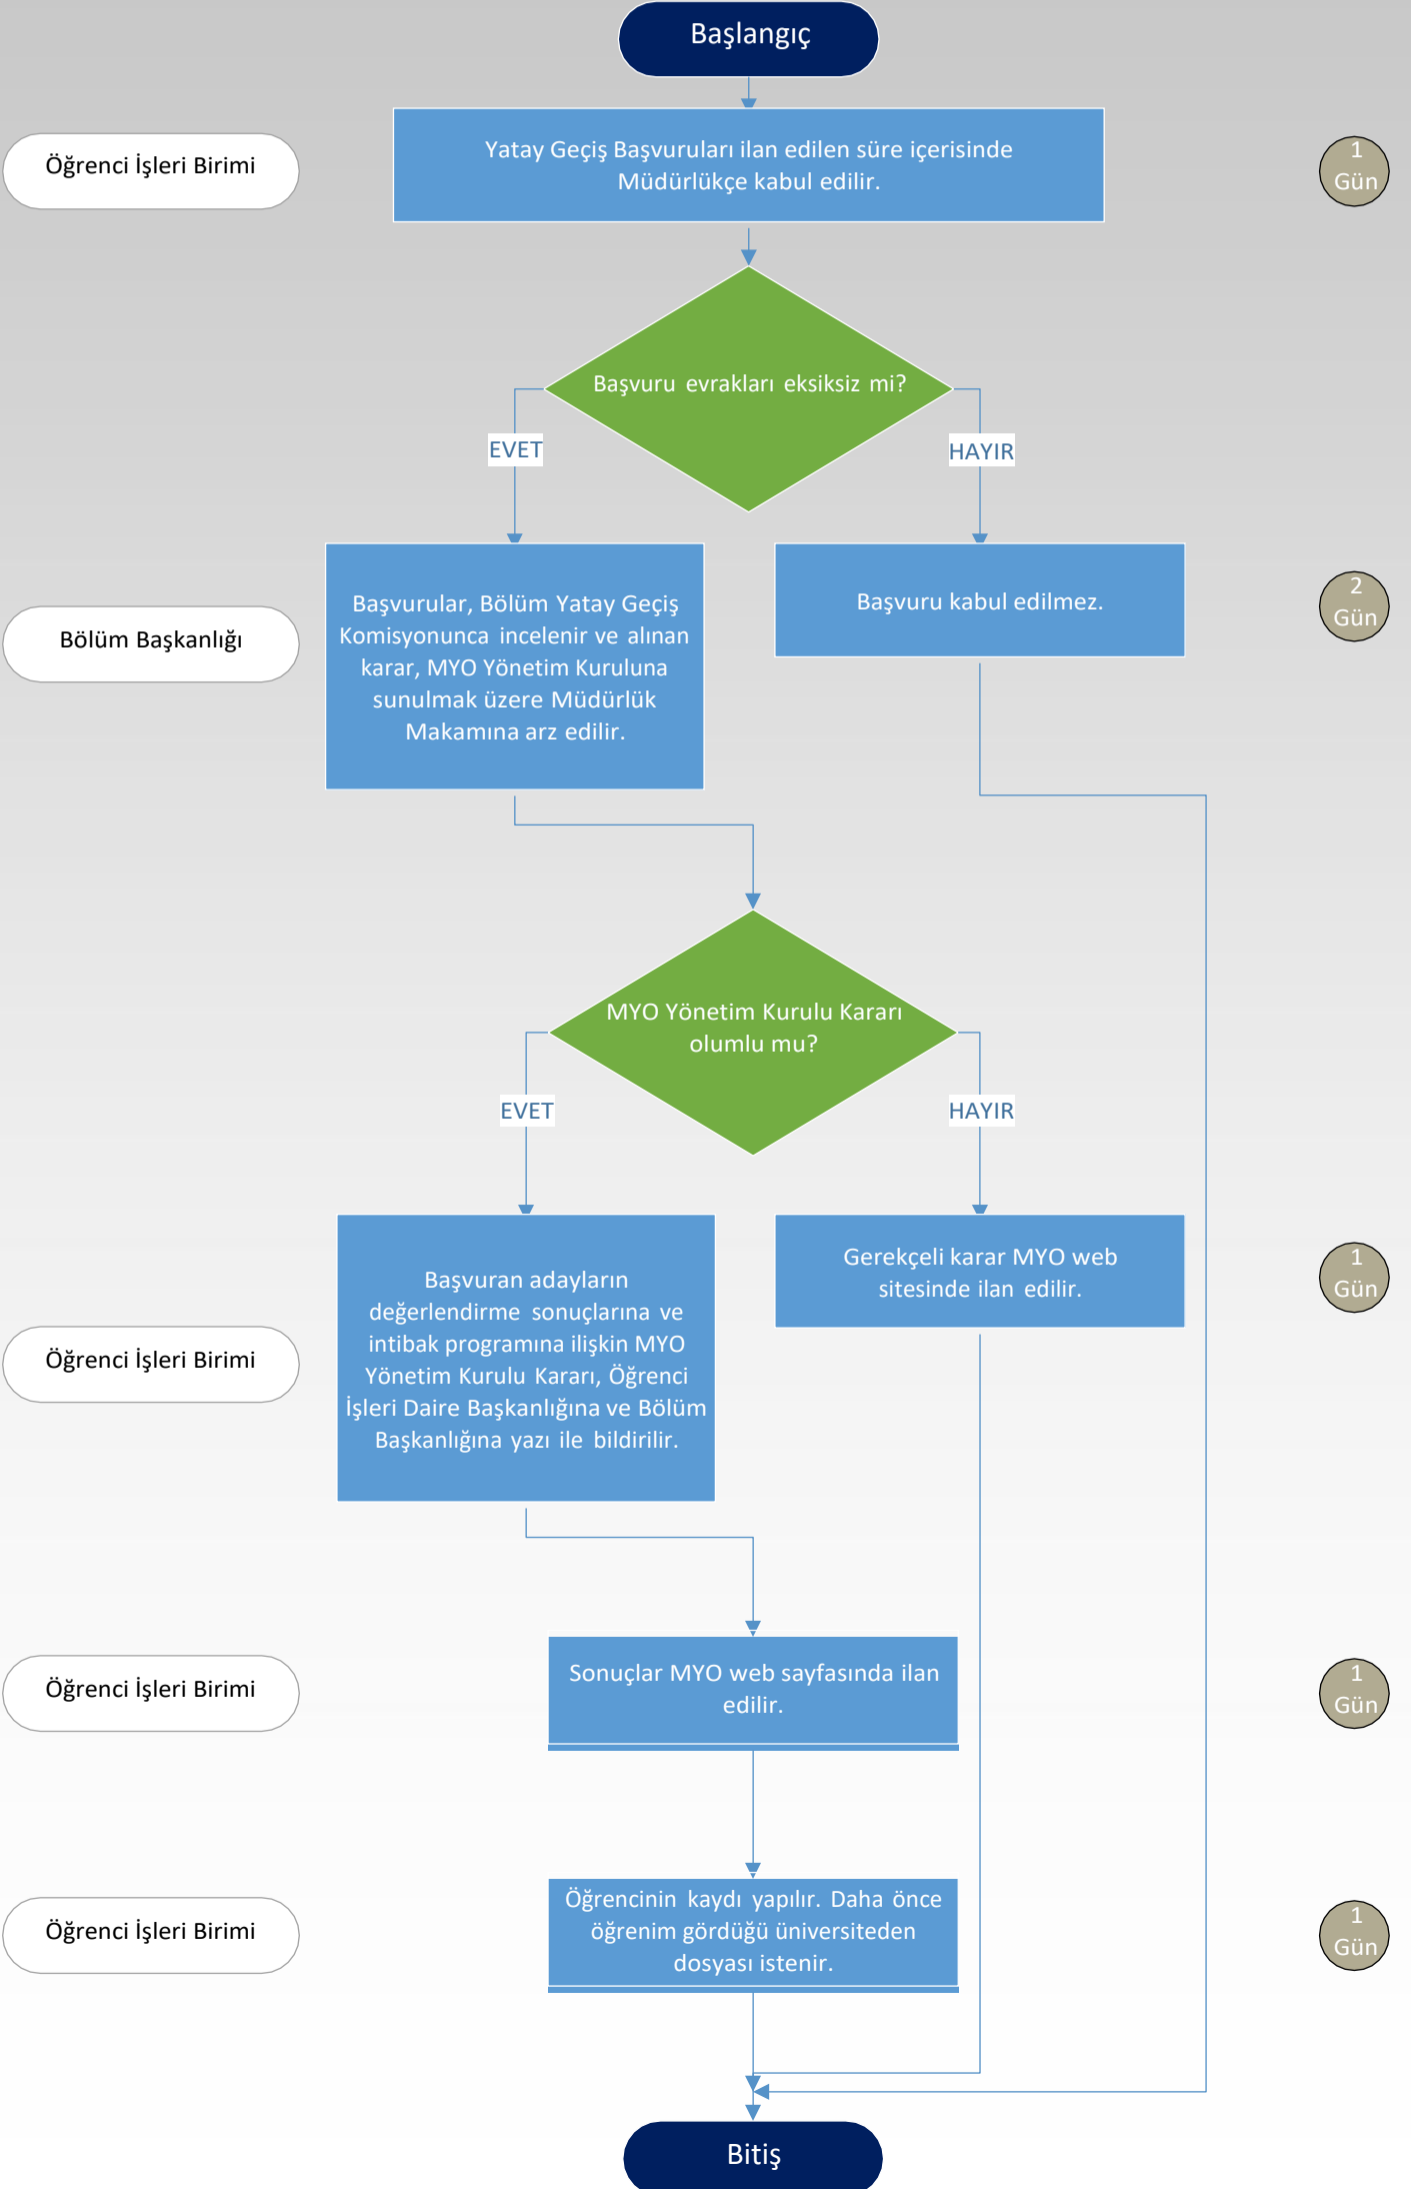 Başlangıç
Öğrenci İşleri Birimi
Yatay Geçiş Başvuruları ilan edilen süre içerisinde
Müdürlükçe kabul edilir.
1
Gün
Başvuru evrakları eksiksiz mi?
EVET
HAYIR
Bölüm Başkanlığı
Başvurular, Bölüm Yatay Geçiş
Komisyonunca incelenir ve alınan
karar, MYO Yönetim Kuruluna
sunulmak üzere Müdürlük
Makamına arz edilir.
Başvuru kabul edilmez.
2
Gün
MYO Yönetim Kurulu Kararı
olumlu mu?
EVET
HAYIR
Öğrenci İşleri Birimi
Başvuran adayların
değerlendirme sonuçlarına ve
intibak programına ilişkin MYO
Yönetim Kurulu Kararı, Öğrenci
İşleri Daire Başkanlığına ve Bölüm
Başkanlığına yazı ile bildirilir.
Gerekçeli karar MYO web
sitesinde ilan edilir.
1
Gün
Öğrenci İşleri Birimi
Sonuçlar MYO web sayfasında ilan
edilir.
1
Gün
Öğrenci İşleri Birimi
Öğrencinin kaydı yapılır. Daha önce
öğrenim gördüğü üniversiteden
dosyası istenir.
1
Gün
Bitiş